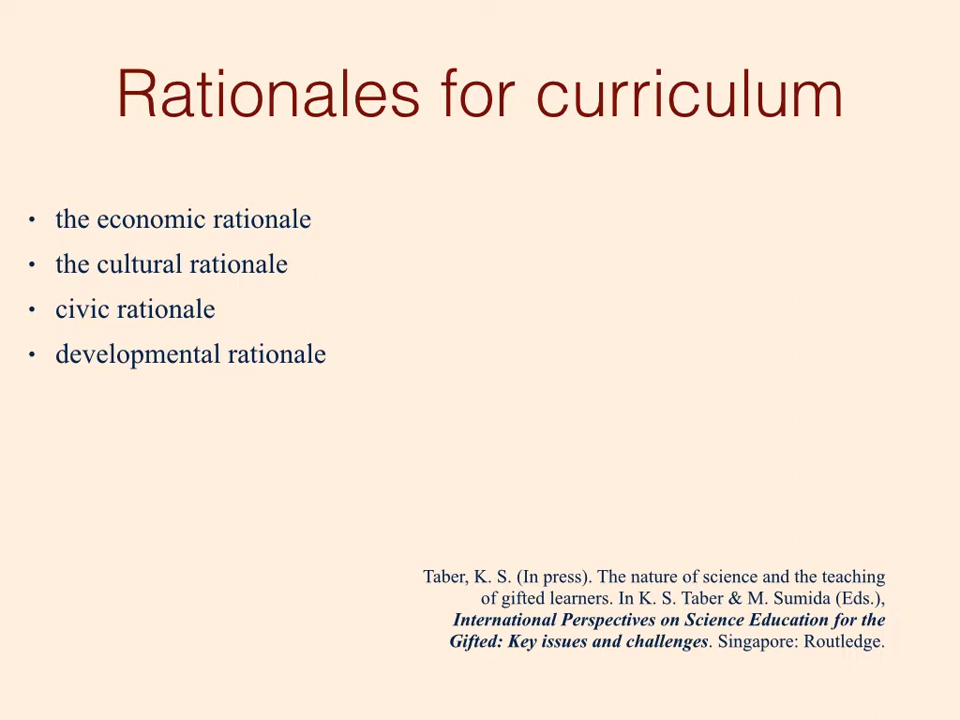 Rationales for curriculum
• the economic rationale
• the cultural rationale
• civic rationale
• developmental rationale
Taber, K. S. (In press). The nature of science and the teaching
of gifted learners. In K. S. Taber & M. Sumida (Eds.),
International Perspectives on Science Education for the
Gifted: Key issues and challenges. Singapore: Routledge.